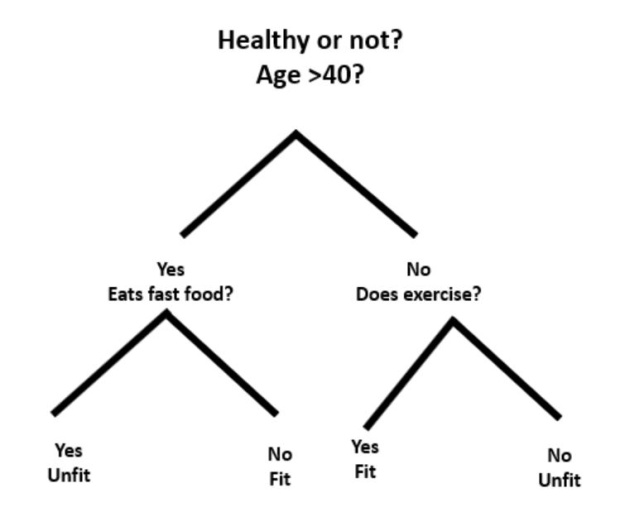 Healthy or not?
Age >40?
Yes
Eats fast food?
No
Does exercise?
Yes
Unfit
No
Fit
Yes
Fit
No
Unfit